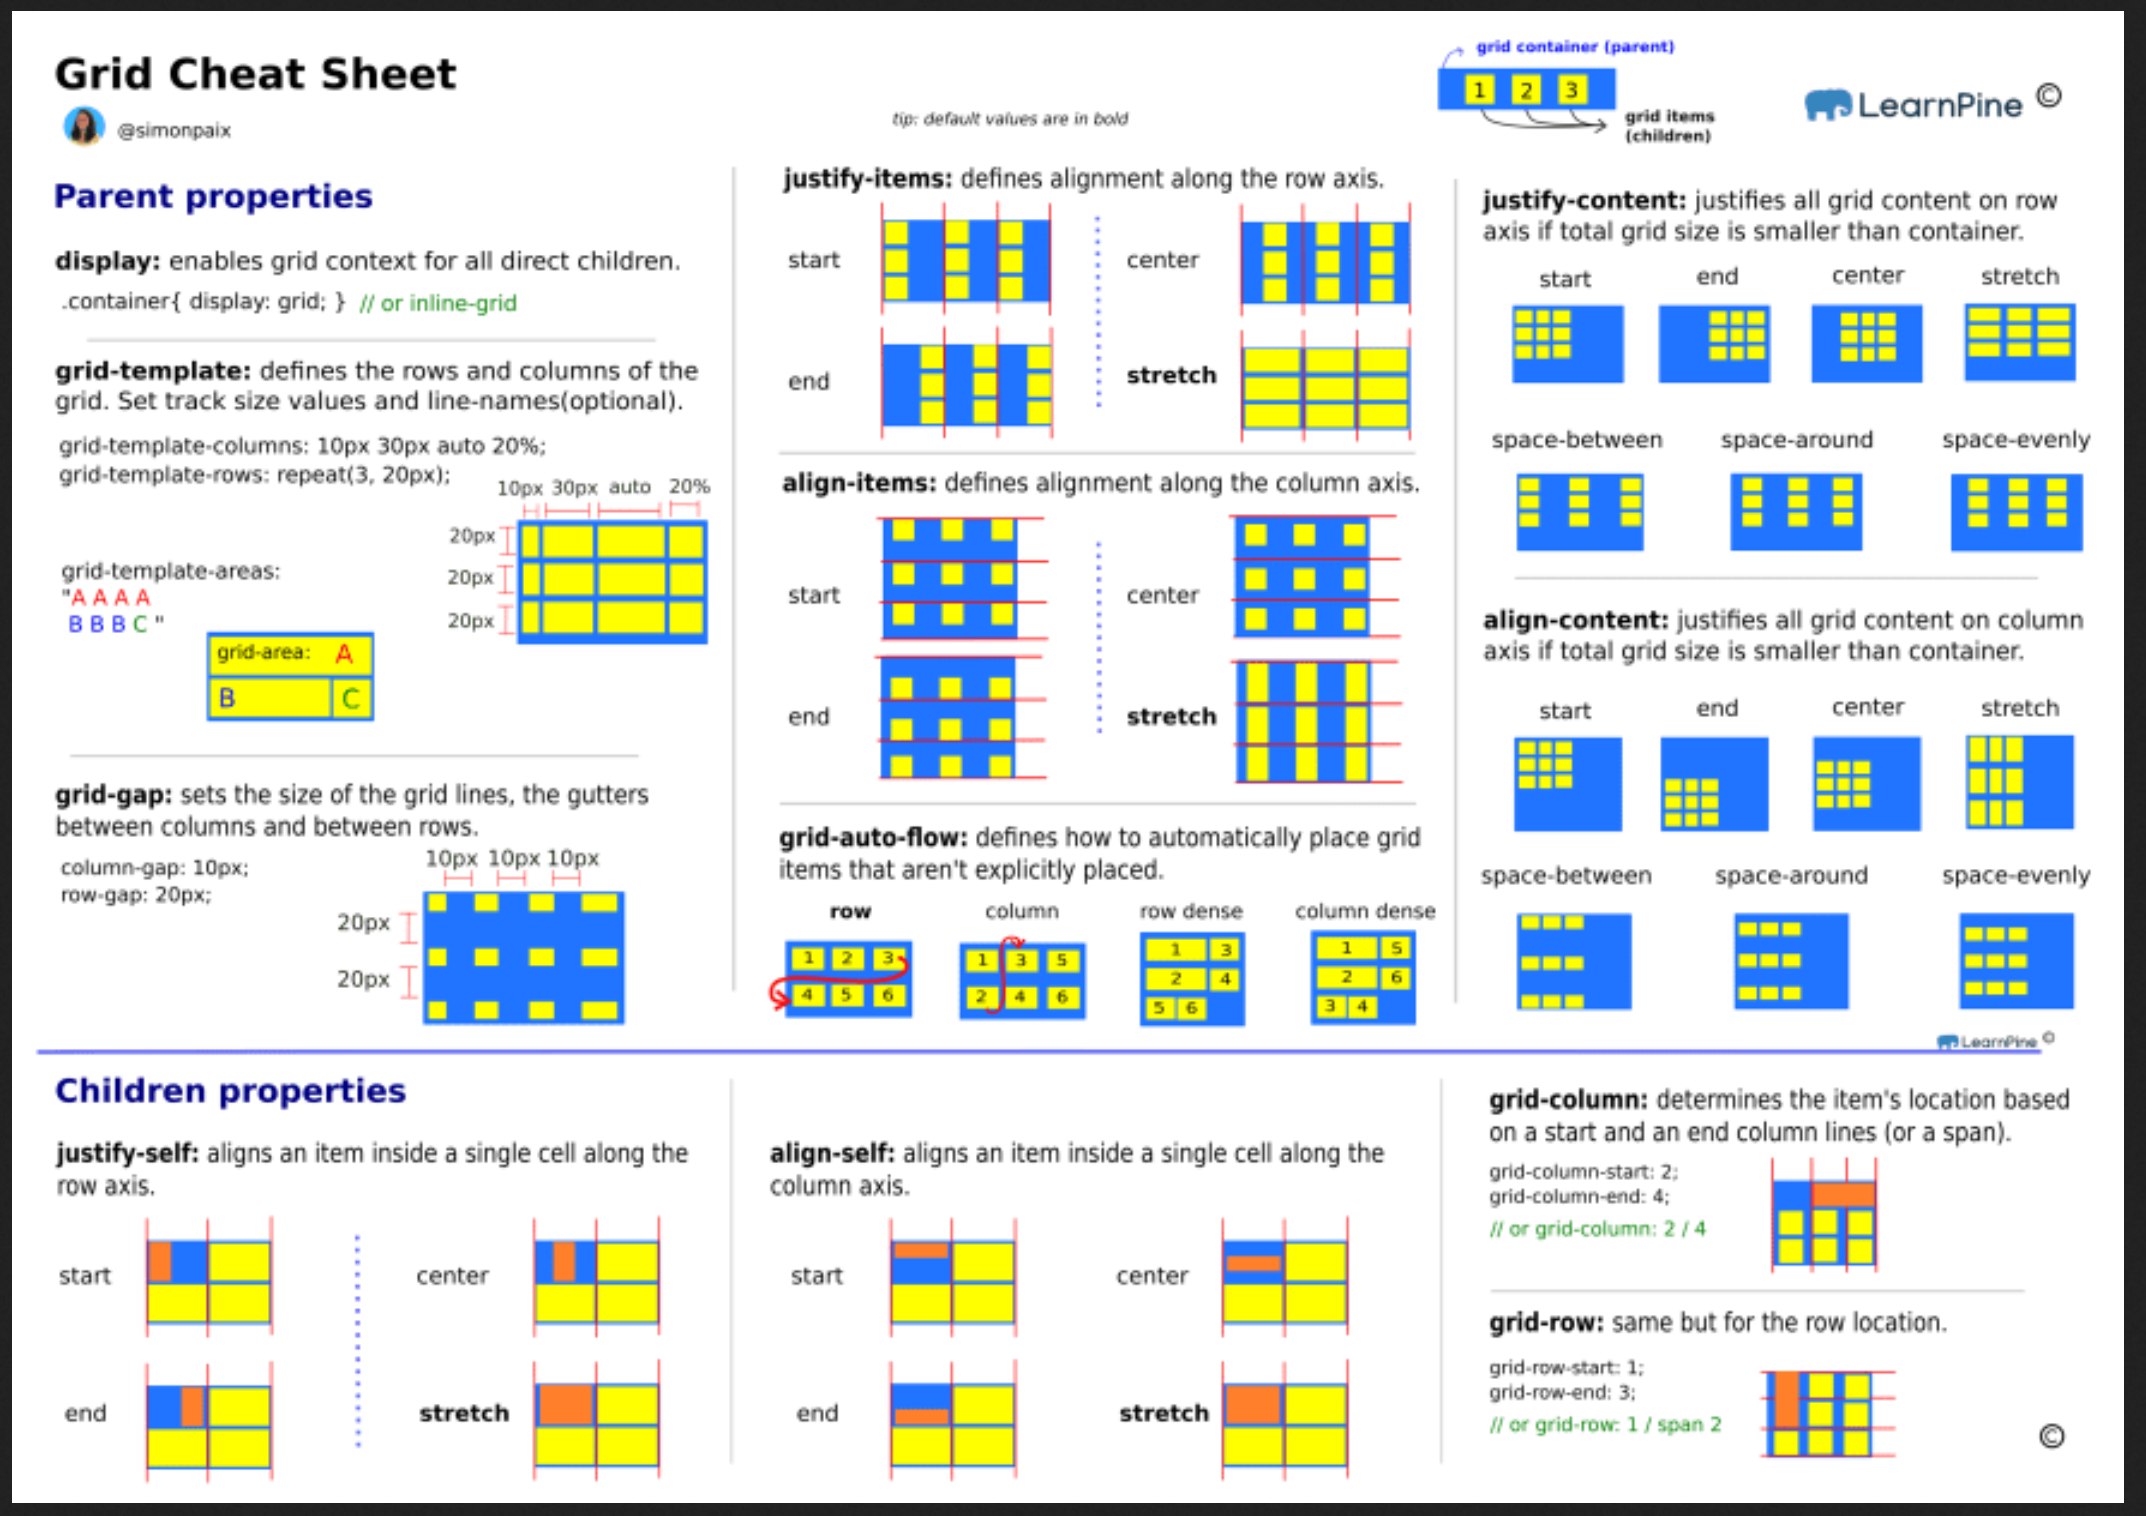 Grid Cheat Sheet
@simonpaix
tip: default values are in bold
grid container (parent)
1 2 3
grid items
(children)
LearnPine ©
Parent properties
display: enables grid context for all direct children.
.container{ display: grid; } // or inline-grid
grid-template: defines the rows and columns of the
grid. Set track size values and line-names(optional).
grid-template-columns: 10px 30px auto 20%;
grid-template-rows: repeat(3, 20px);
10px 30px auto 20%
20px
20px
20px
grid-template-areas:
"A A A A
B B B C "
grid-area: A
B C
grid-gap: sets the size of the grid lines, the gutters
between columns and between rows.
column-gap: 10px;
row-gap: 20px;
10px 10px 10px
20px
20px
justify-items: defines alignment along the row axis.
start
center
end
stretch
align-items: defines alignment along the column axis.
start
center
end
stretch
grid-auto-flow: defines how to automatically place grid
items that aren't explicitly placed.
row column row dense column dense
1 2 3
4 5 6
1 3 5
2 4 6
1 3
2 4
5 6
1 5
2 6
3 4
justify-content: justifies all grid content on row
axis if total grid size is smaller than container.
start end center stretch
space-between space-around space-evenly
align-content: justifies all grid content on column
axis if total grid size is smaller than container.
start end center stretch
space-between space-around space-evenly
LearnPine ©
Children properties
justify-self: aligns an item inside a single cell along the
row axis.
start
center
end
stretch
align-self: aligns an item inside a single cell along the
column axis.
start
center
end
stretch
grid-column: determines the item's location based
on a start and an end column lines (or a span).
grid-column-start: 2;
grid-column-end: 4;
// or grid-column: 2 / 4
grid-row: same but for the row location.
grid-row-start: 1;
grid-row-end: 3;
// or grid-row: 1 / span 2
©